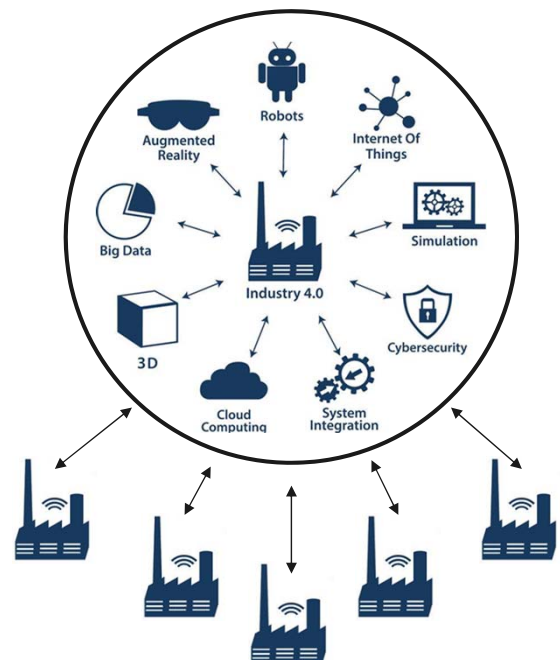 Robots
Augmented
Reality
Internet Of
Things
Big Data
Simulation
Industry 4.0
3D
Cybersecurity
Cloud
Computing
System
Integration